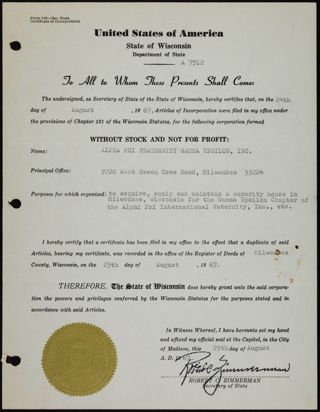 Form 112—Sec. State
Certificate of Incorporation
United States of America
State of Wisconsin
Department of State
A 7512
To All to Whom These Presents Shall Come:
The undersigned, as Secretary of State of the State of Wisconsin, hereby certifies that, on the 24th
day of August , 1967, Articles of Incorporation were filed in my office under
the provisions of Chapter 181 of the Wisconsin Statutes, for the following corporation formed
WITHOUT STOCK AND NOT FOR PROFIT:
Name: ALPHA PHI FRATERNITY GAMMA UPSILON, INC.
Principal Office: 9720 West Green Tree Road, Milwaukee 53224
Purposes for which organized: to acquire, equip and maintain a sorority house in
Milwaukee, Wisconsin for the Gamma Upsilon Chapter of
the Alphi Phi International Faternity, Inc., etc.
I hereby certify that a certificate has been filed in my office to the effect that a duplicate of said
Articles, bearing my certificate, was recorded in the office of the Register of Deeds of Milwaukee
County, Wisconsin, on the 25th day of August , 1967.
THEREFORE, The State of Wisconsin does hereby grant unto the said corporation
the powers and privileges conferred by the Wisconsin Statutes for the purposes stated and in
accordance with said Articles.
In Witness Whereof, I have hereunto set my hand
and affixed my official seal at the Capitol, in the City
of Madison, this 29th day of August
A. D. 1967
Robert C. Zimmerman
ROBERT C. ZIMMERMAN
Secretary of State